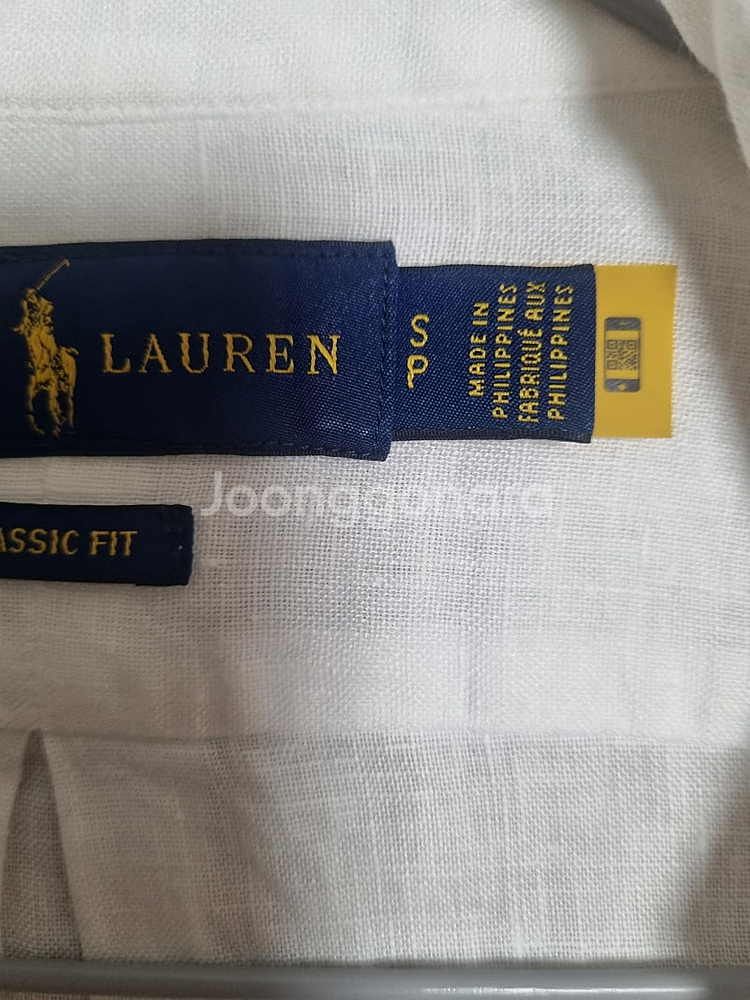 LAUREN
S
P
MADE IN
PHILIPPINES
FABRIQUÉ AUX
PHILIPPINES
Joonggonara
ASSIC FIT